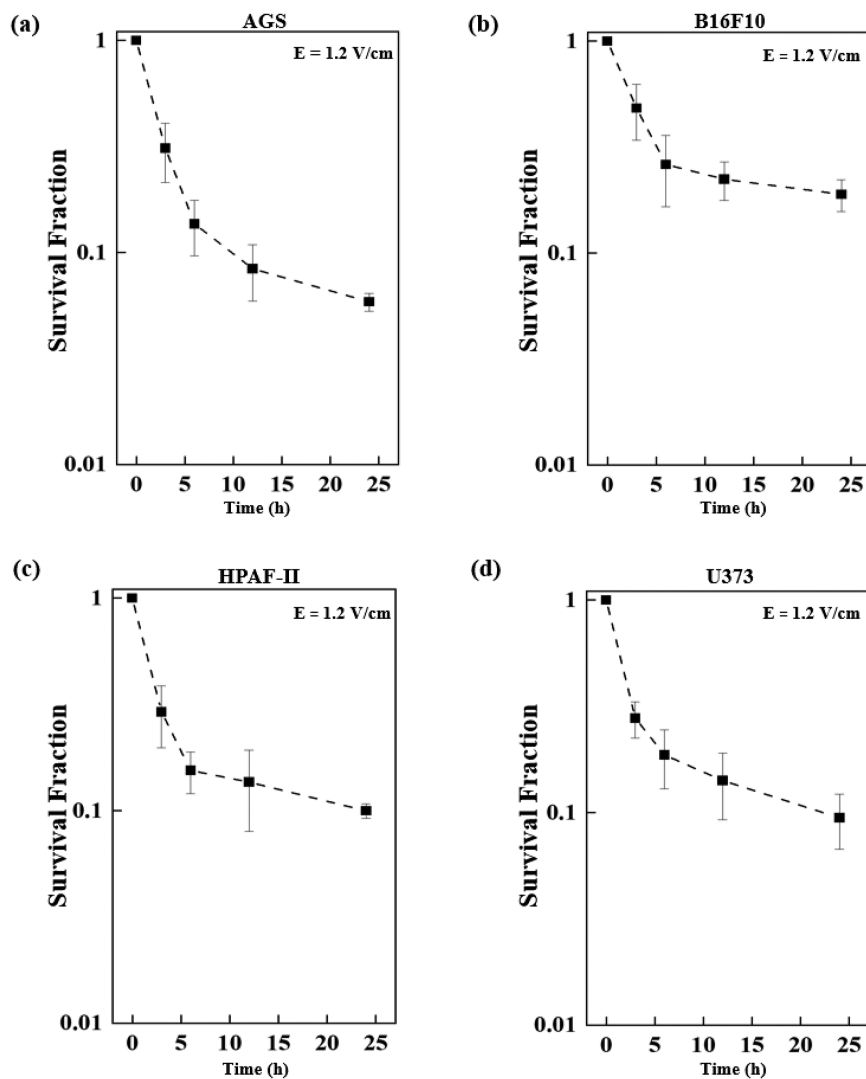 (a)
AGS
E = 1.2 V/cm
1
0.1
0.01
Survival Fraction
0 5 10 15 20 25
Time (h)
(b)
B16F10
E = 1.2 V/cm
1
0.1
0.01
Survival Fraction
0 5 10 15 20 25
Time (h)
(c)
HPAF-II
E = 1.2 V/cm
1
0.1
0.01
Survival Fraction
0 5 10 15 20 25
Time (h)
(d)
U373
E = 1.2 V/cm
1
0.1
0.01
Survival Fraction
0 5 10 15 20 25
Time (h)